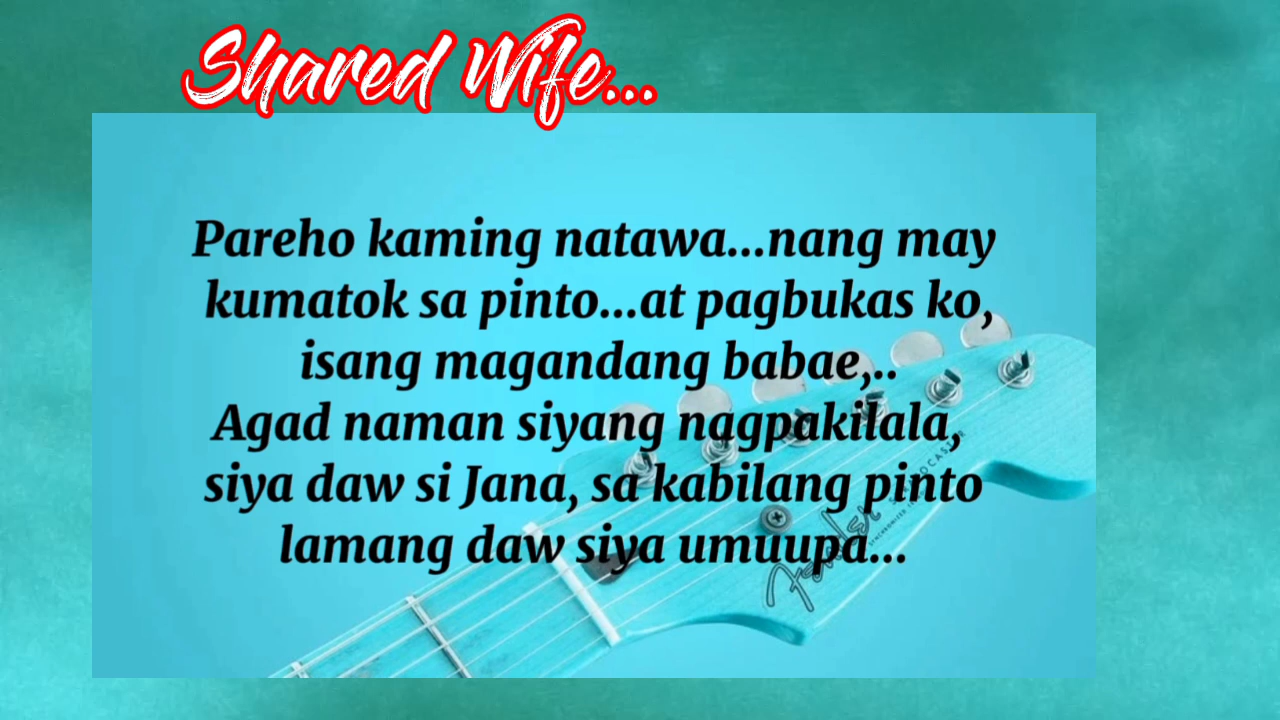 Shared Wife...
Pareho kaming natawa...nang may
kumatok sa pinto...at pagbukas ko,
isang magandang babae,..
Agad naman siyang nagpakilala,
siya daw si Jana, sa kabilang pinto
lamang daw siya umuupa...
Fender